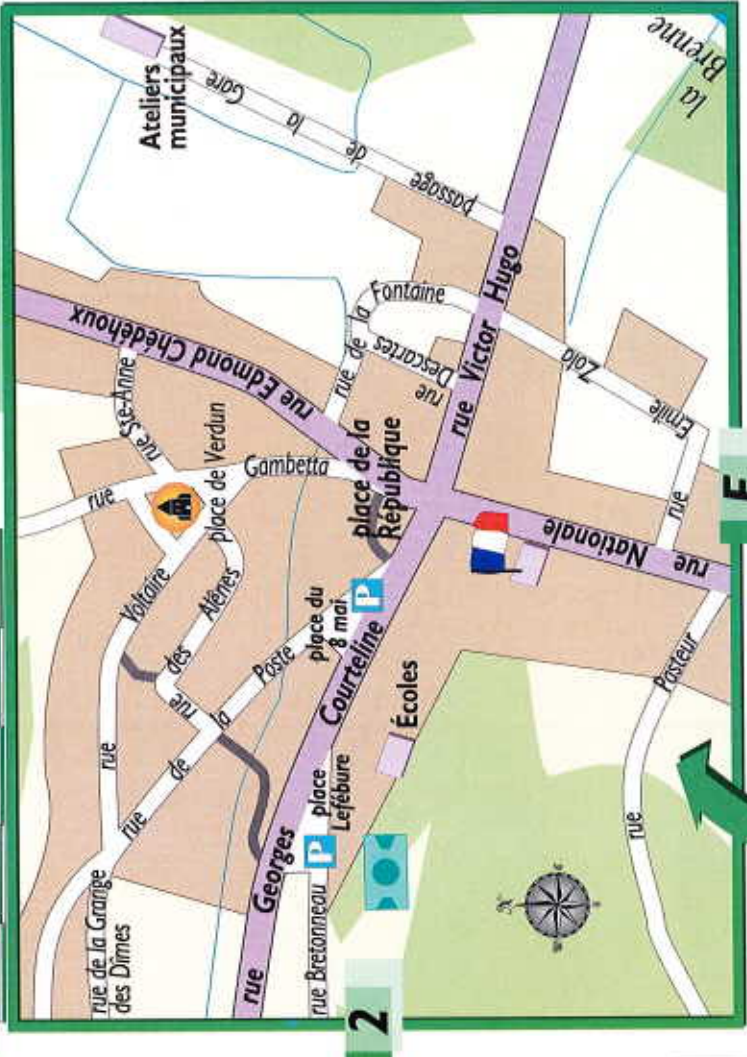 Ateliers
municipaux
passage de la Gare
la
Brenne
rue Edmond Chédéhoux
rue Ste-Anne
rue de la Fontaine
rue Descartes
rue Victor Hugo
rue Gambetta
place de Verdun
place de la
République
rue Voltaire
rue des Alênes
rue de la Poste
place du
8 mai
P
rue Georges Courteline
Écoles
place
Lefébure
P
rue Bretonneau
rue de la Grange
des Dîmes
rue Nationale
rue Emile Zola
rue Pasteur
2